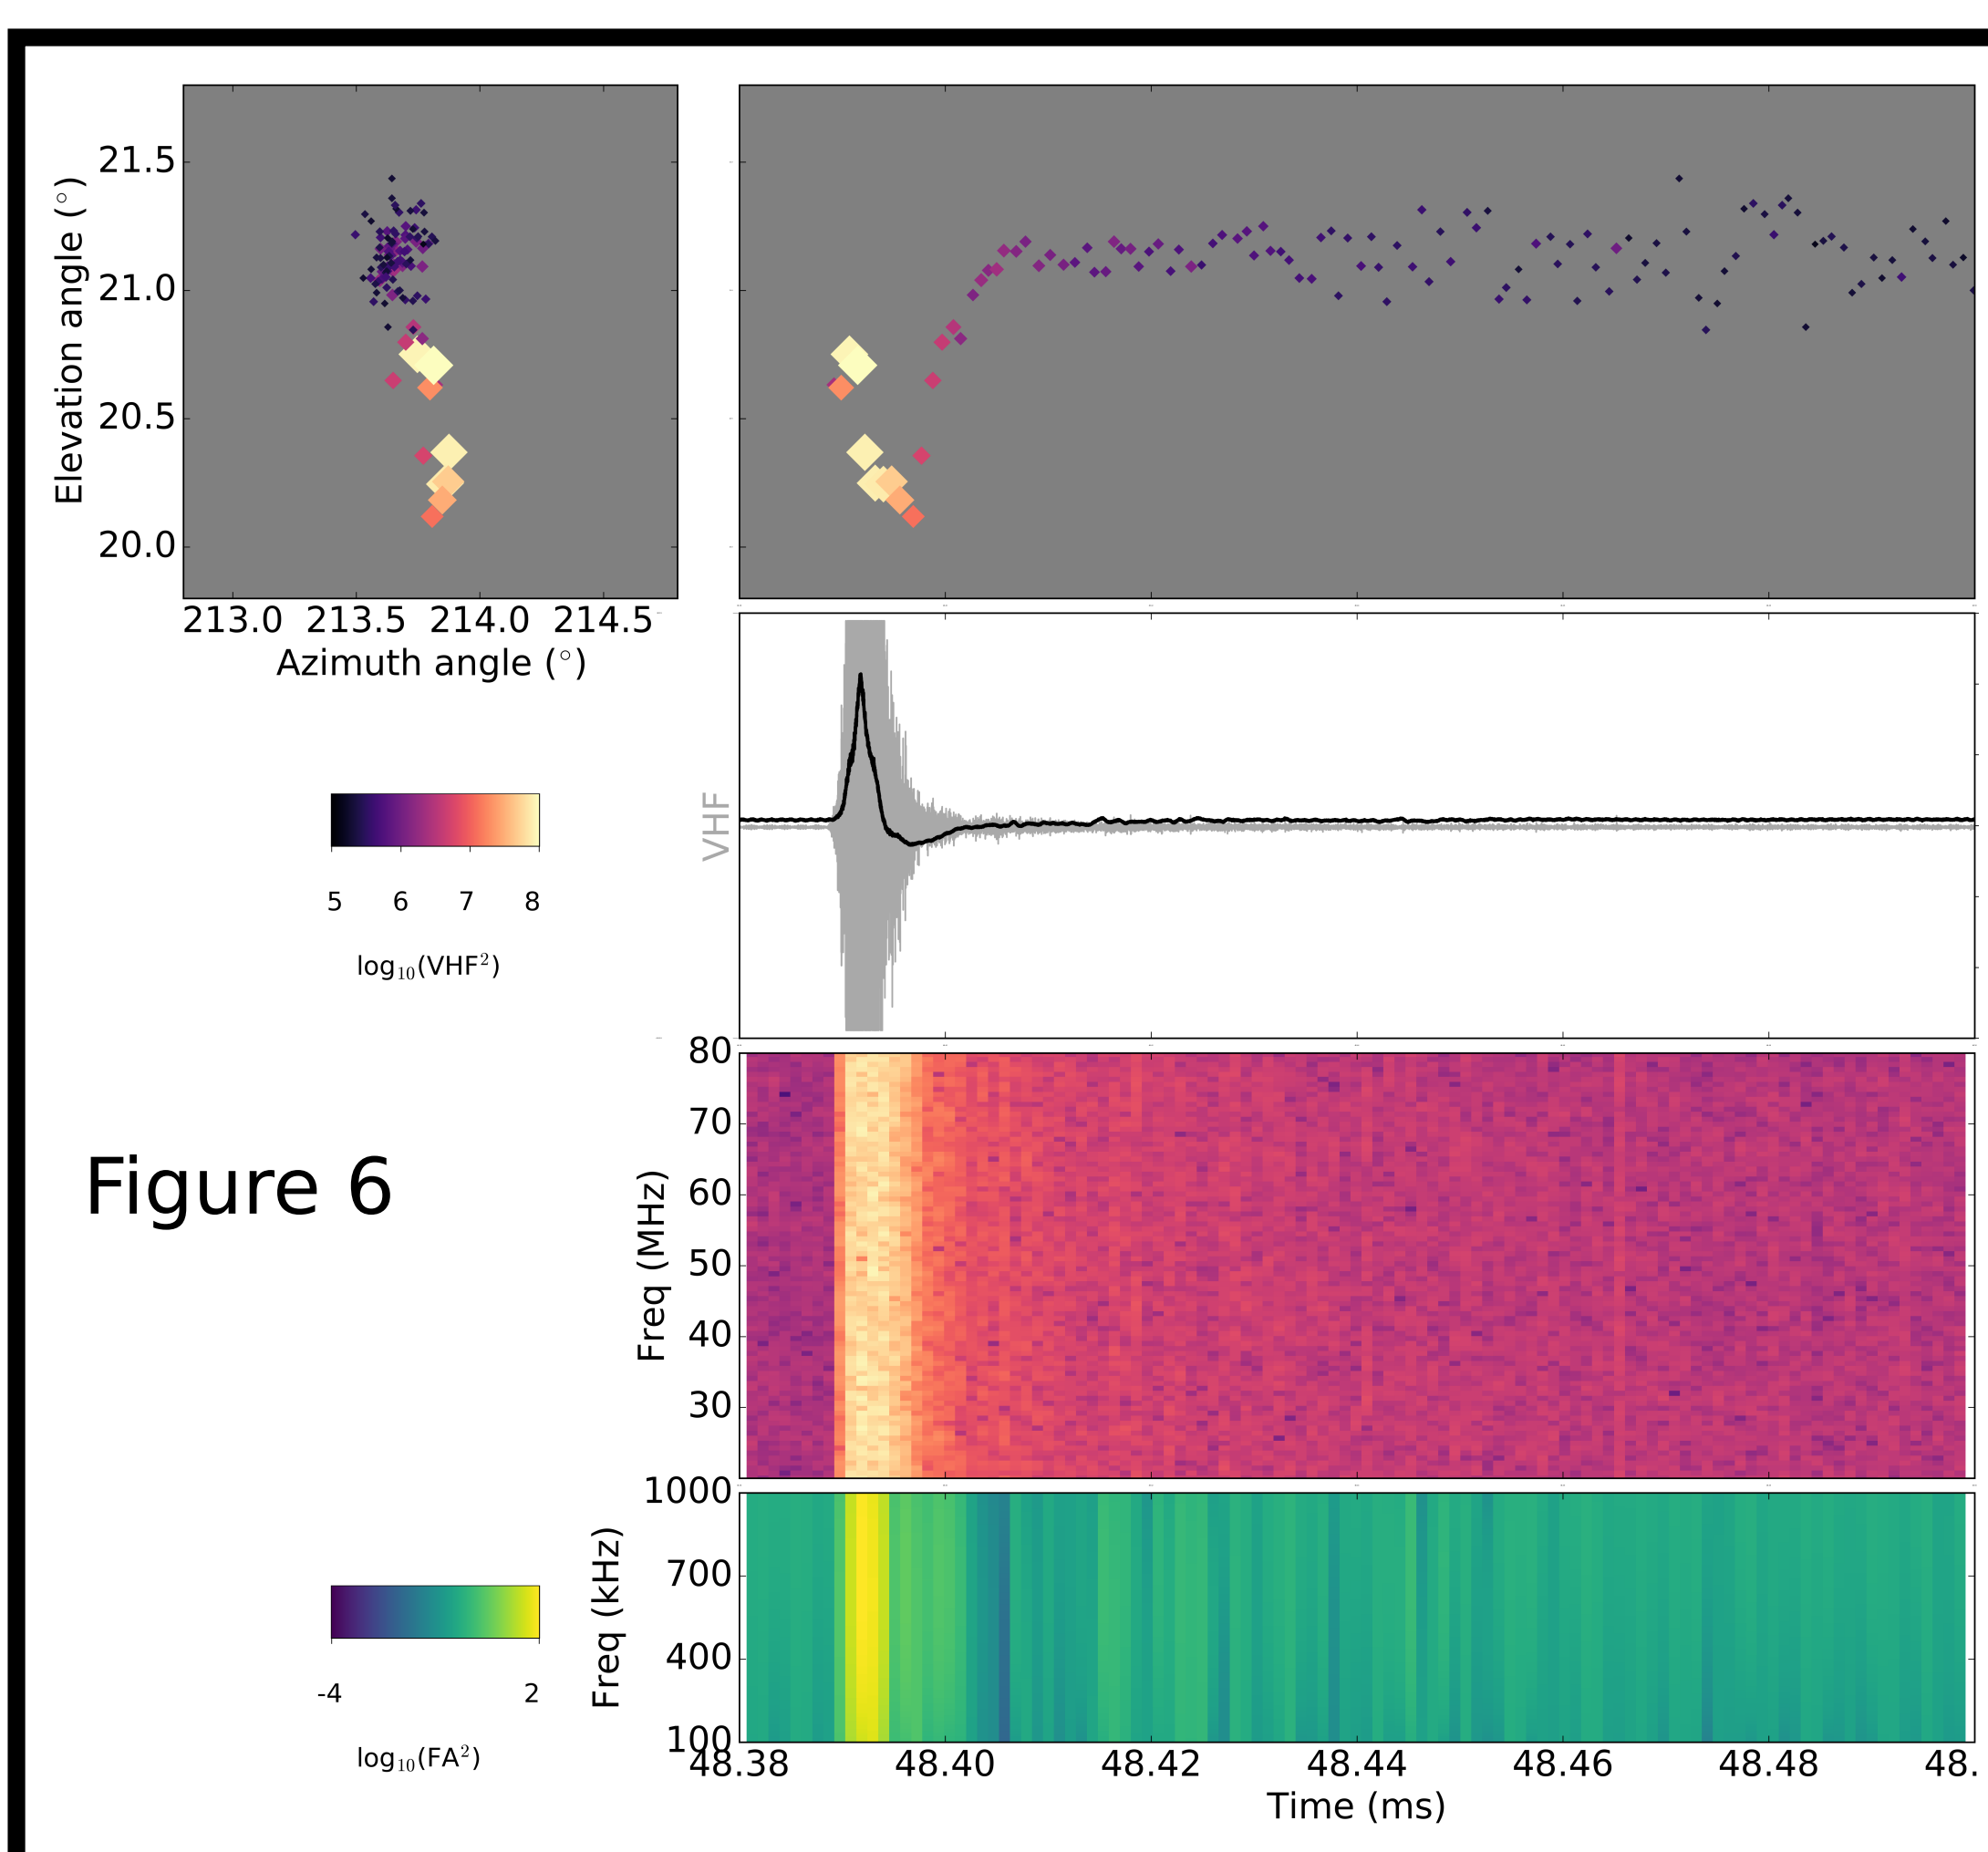 21.5
21.0
20.5
20.0
Elevation angle (°)
213.0 213.5 214.0 214.5
Azimuth angle (°)
VHF
5 6 7 8
log₁₀(VHF²)
Figure 6
80
70
60
50
40
30
Freq (MHz)
1000
700
400
100
Freq (kHz)
-4 2
log₁₀(FA²)
48.38 48.40 48.42 48.44 48.46 48.48 48.
Time (ms)